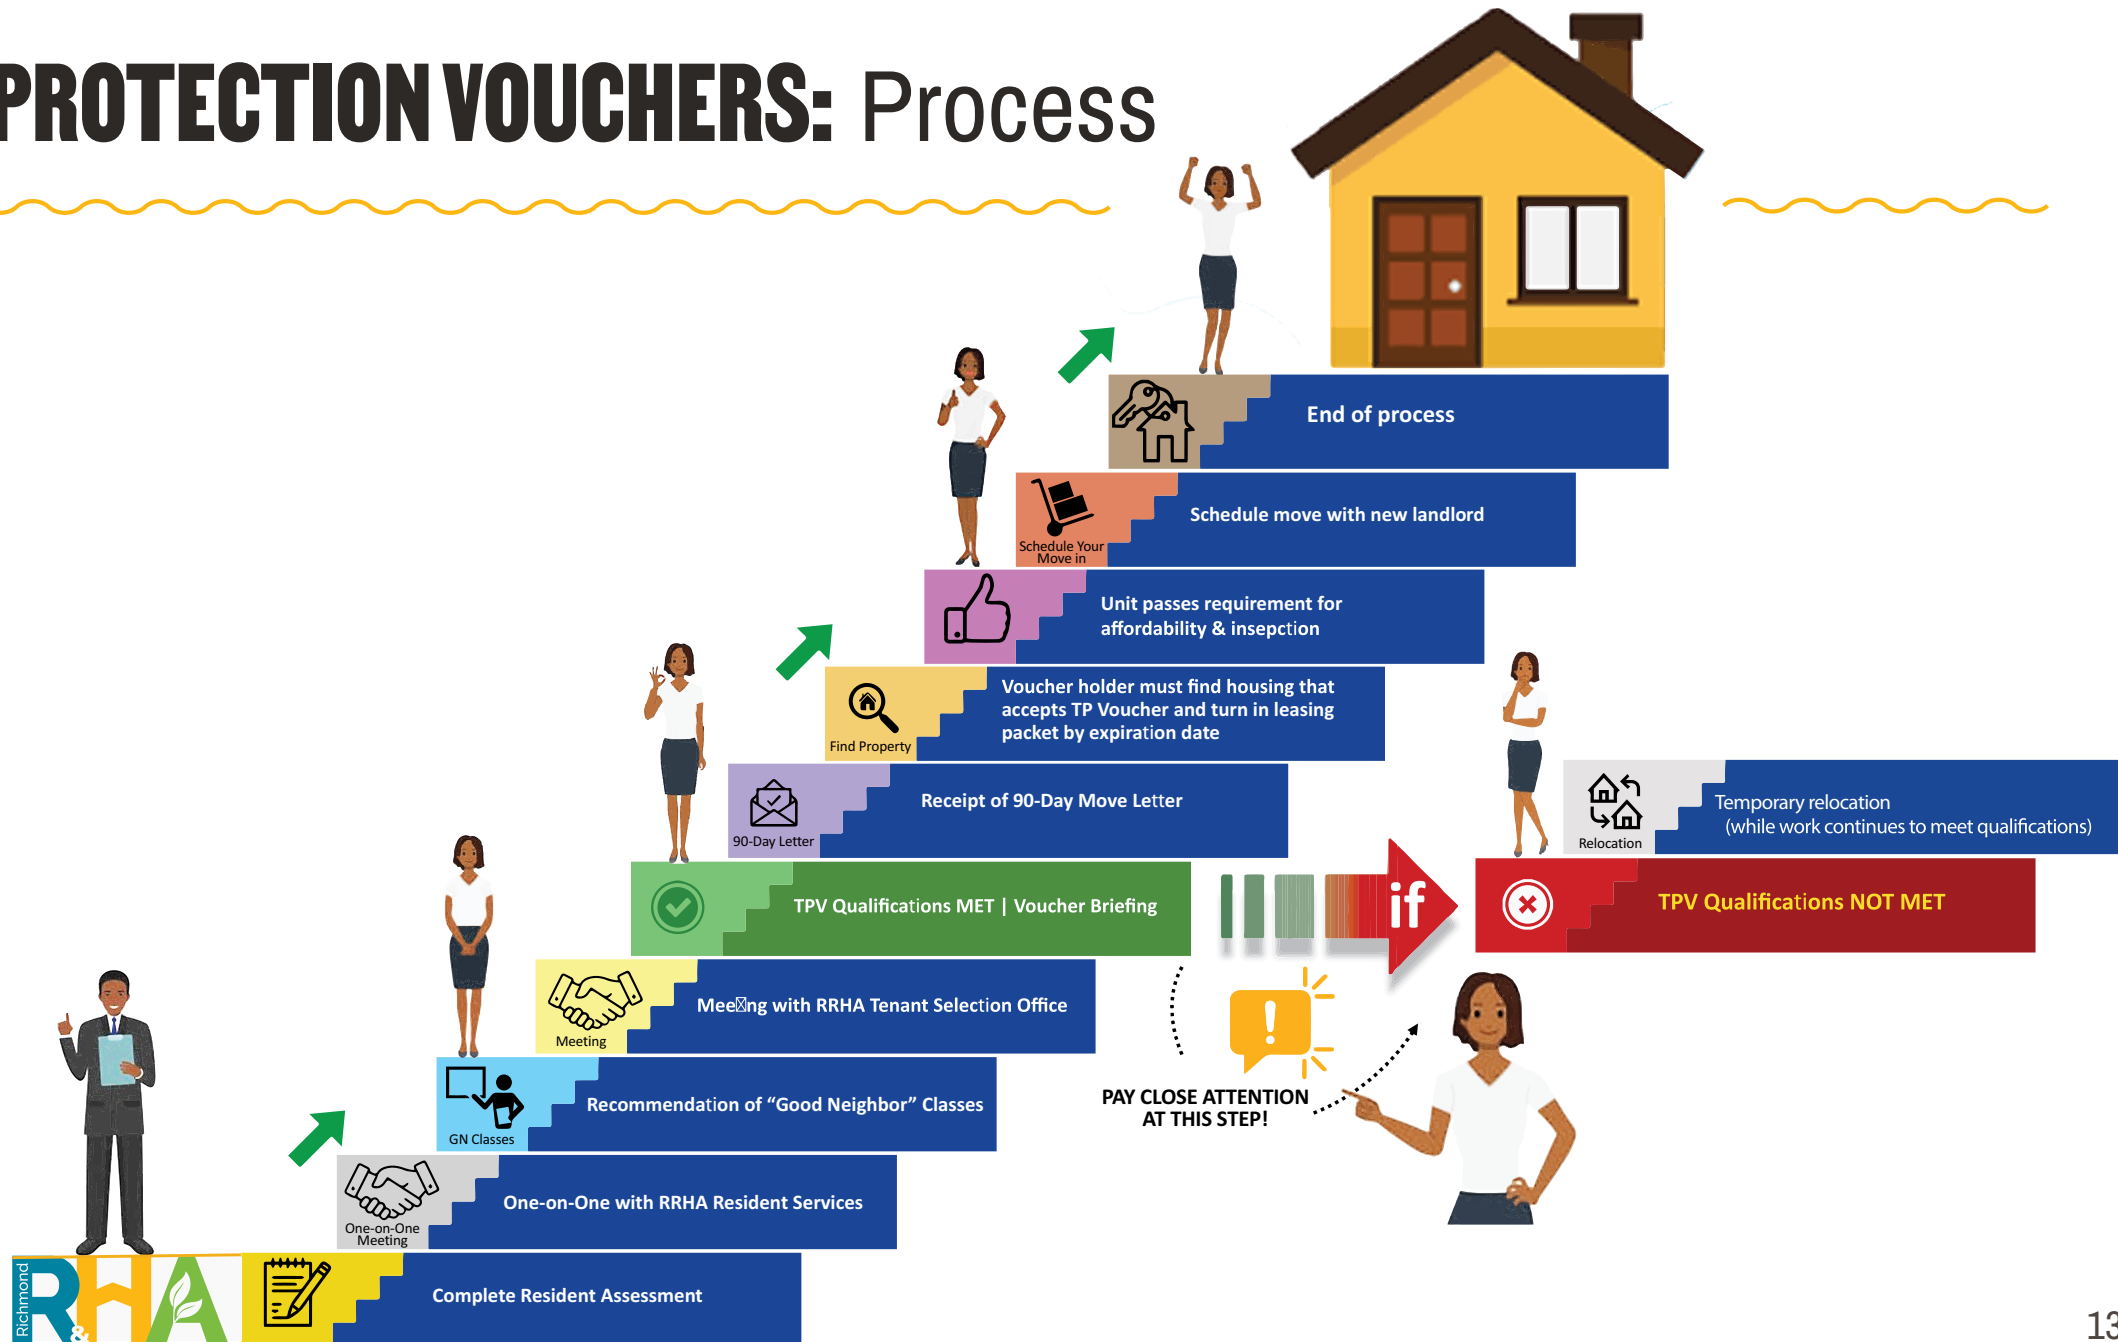 PROTECTION VOUCHERS: Process
End of process
Schedule Your
Move in
Schedule move with new landlord
Unit passes requirement for
affordability & insepction
Find Property
Voucher holder must find housing that
accepts TP Voucher and turn in leasing
packet by expiration date
90-Day Letter
Receipt of 90-Day Move Letter
Relocation
Temporary relocation
(while work continues to meet qualifications)
TPV Qualifications MET | Voucher Briefing
if
TPV Qualifications NOT MET
Meeting
Mee☒ng with RRHA Tenant Selection Office
!
PAY CLOSE ATTENTION
AT THIS STEP!
GN Classes
Recommendation of “Good Neighbor” Classes
One-on-One
Meeting
One-on-One with RRHA Resident Services
Complete Resident Assessment
Richmond
R&HA
13